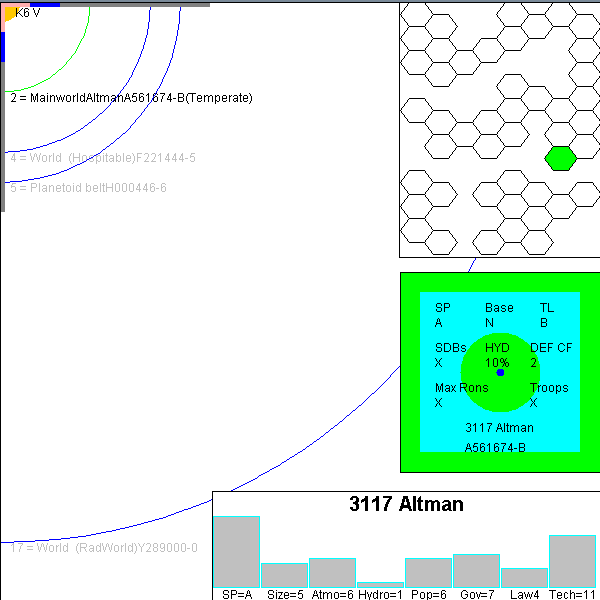 K6 V
2 = MainworldAltmanA561674-B(Temperate)
4 = World  (Hospitable)F221444-5
5 = Planetoid beltH000446-6
17 = World  (RadWorld)Y289000-0
SP Base TL
A N B
SDBs HYD DEF CF
X 10% 2
Max Rons Troops
X X
3117 Altman
A561674-B
3117 Altman
SP=A Size=5 Atmo=6 Hydro=1 Pop=6 Gov=7 Law4 Tech=11